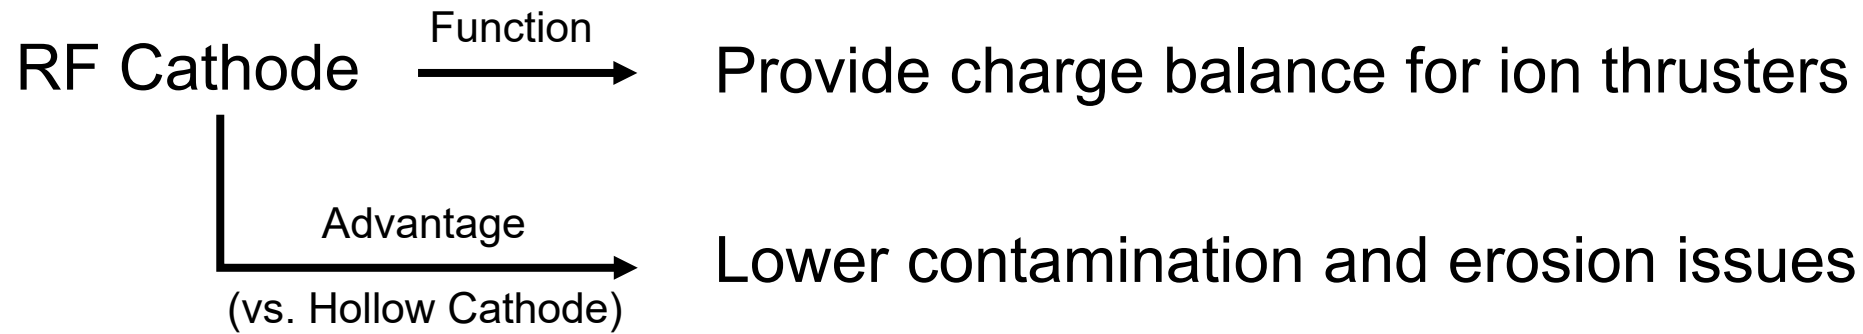 Function
RF Cathode
Provide charge balance for ion thrusters
Advantage
Lower contamination and erosion issues
(vs. Hollow Cathode)